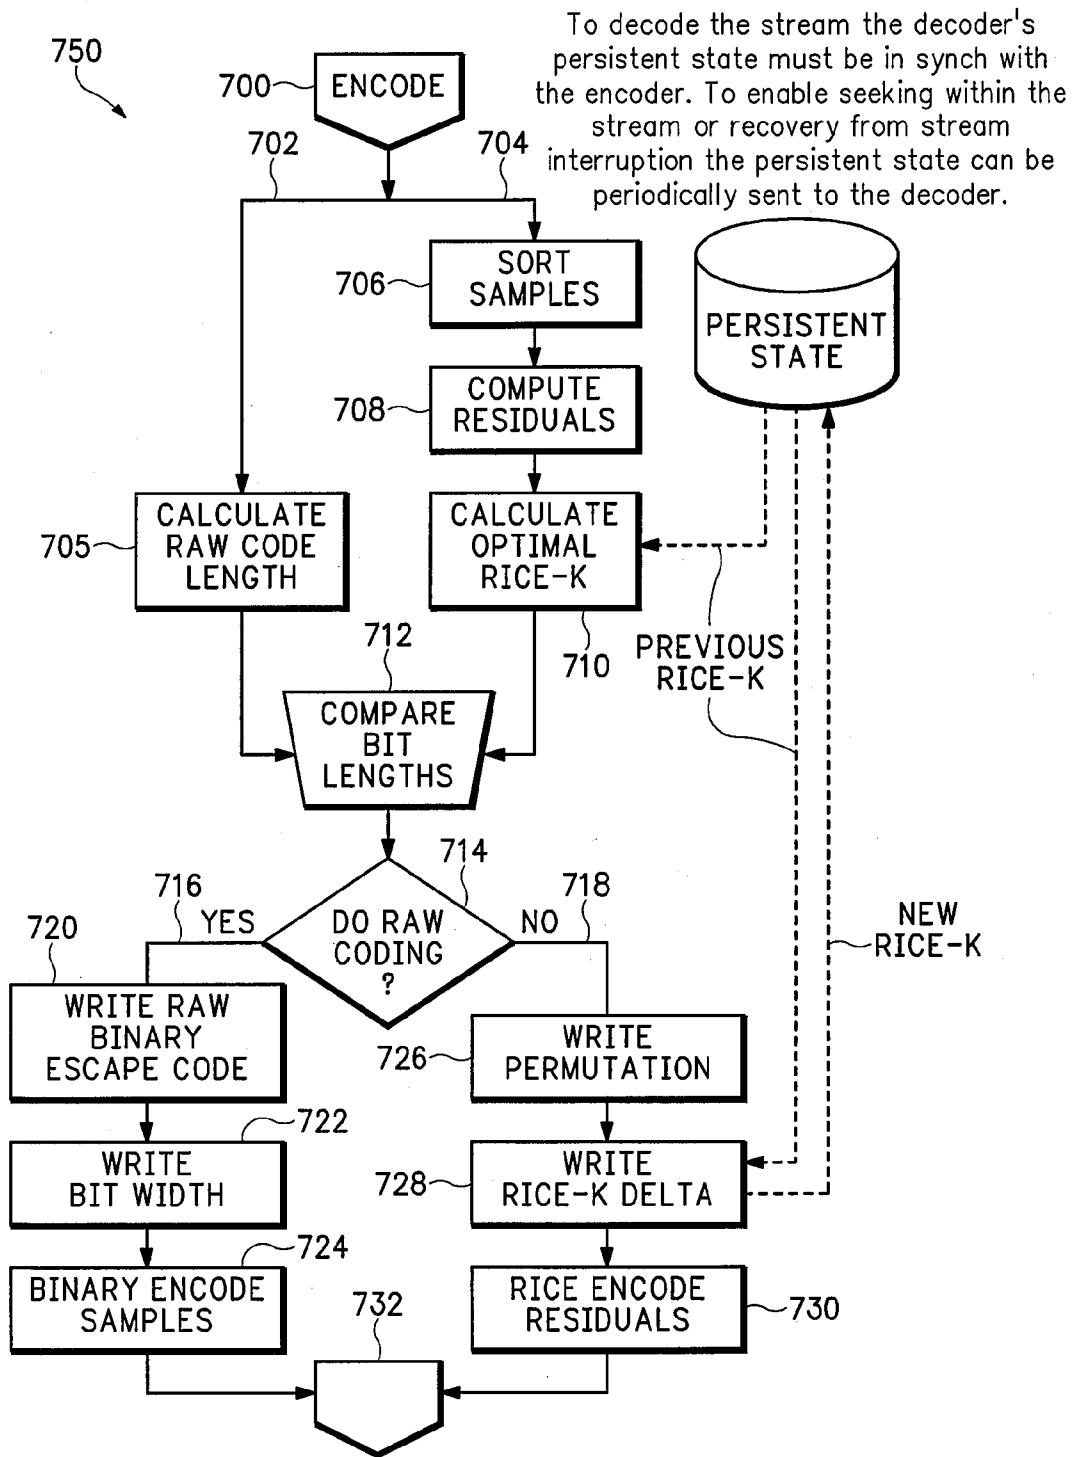 To decode the stream the decoder's
persistent state must be in synch with
the encoder. To enable seeking within the
stream or recovery from stream
interruption the persistent state can be
periodically sent to the decoder.
750
700
ENCODE
702
704
706
SORT
SAMPLES
PERSISTENT
STATE
708
COMPUTE
RESIDUALS
705
CALCULATE
RAW CODE
LENGTH
CALCULATE
OPTIMAL
RICE-K
710
PREVIOUS
RICE-K
712
COMPARE
BIT
LENGTHS
714
716
YES
DO RAW
CODING
?
NO
718
NEW
RICE-K
720
WRITE RAW
BINARY
ESCAPE CODE
726
WRITE
PERMUTATION
722
WRITE
BIT WIDTH
728
WRITE
RICE-K DELTA
724
BINARY ENCODE
SAMPLES
RICE ENCODE
RESIDUALS
730
732